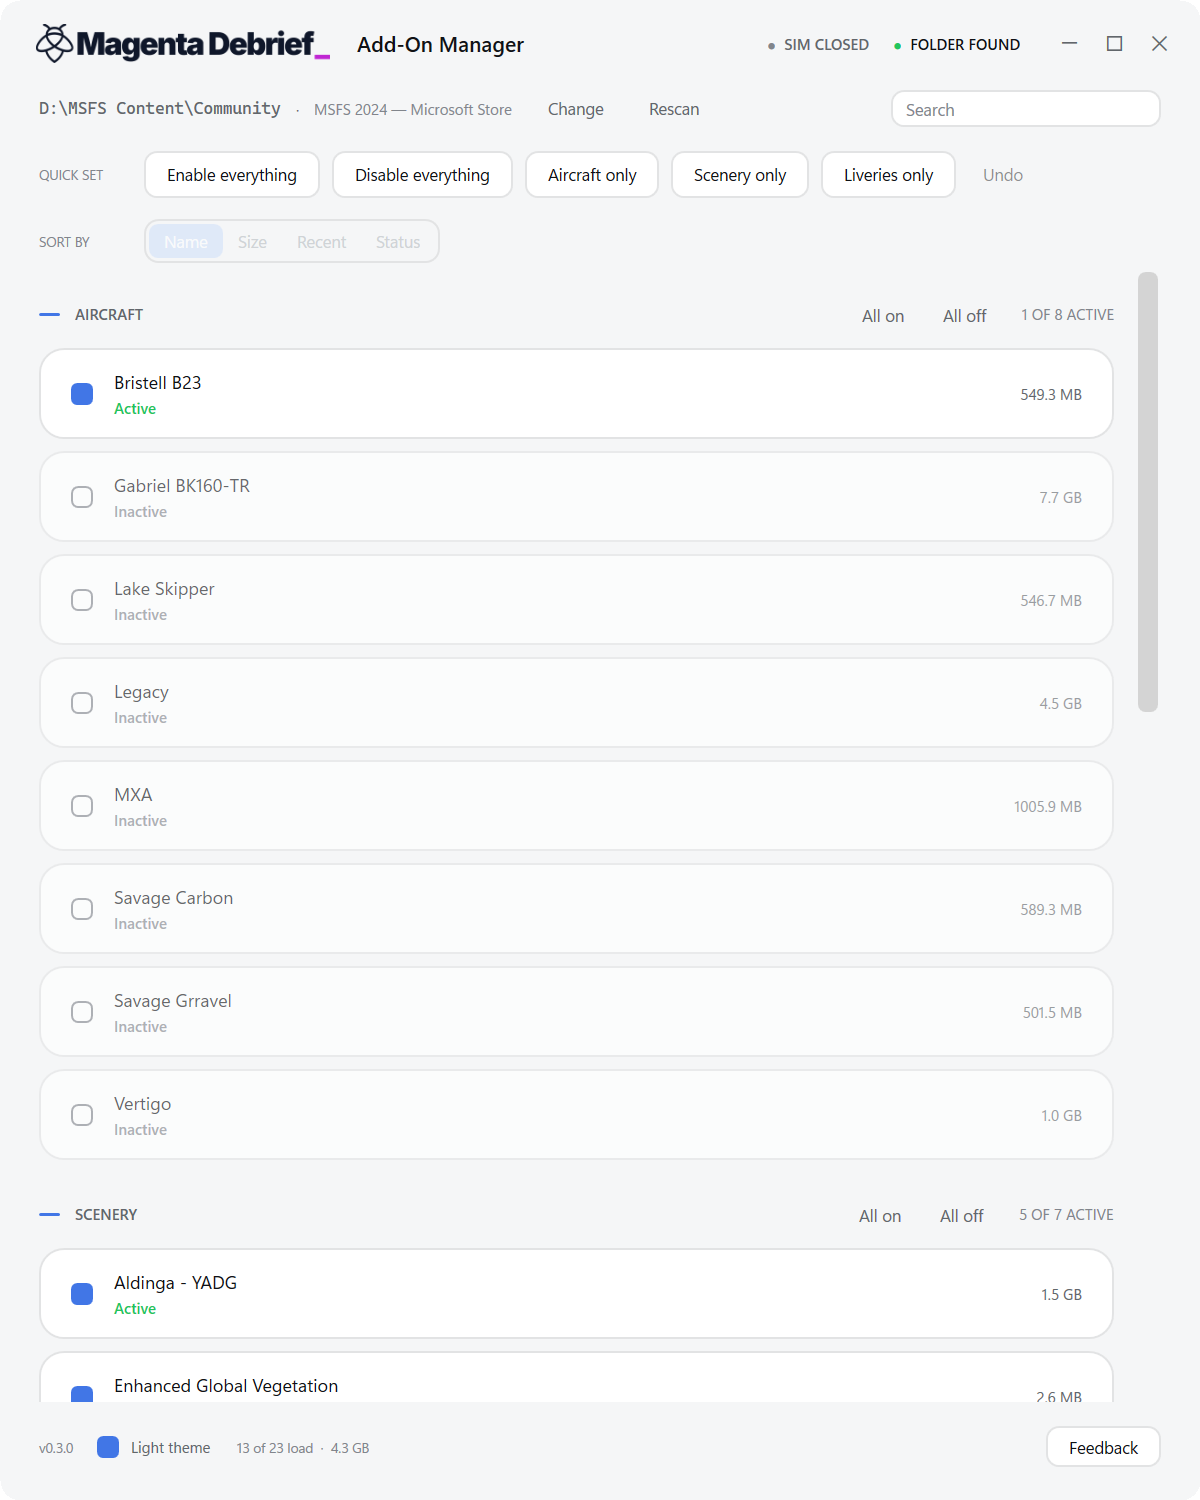 Magenta Debrief_ Add-On Manager • SIM CLOSED • FOLDER FOUND
D:\MSFS Content\Community · MSFS 2024 — Microsoft Store Change Rescan Search
QUICK SET Enable everything Disable everything Aircraft only Scenery only Liveries only Undo
SORT BY Name Size Recent Status
AIRCRAFT All on All off 1 OF 8 ACTIVE
Bristell B23
Active
549.3 MB
Gabriel BK160-TR
Inactive
7.7 GB
Lake Skipper
Inactive
546.7 MB
Legacy
Inactive
4.5 GB
MXA
Inactive
1005.9 MB
Savage Carbon
Inactive
589.3 MB
Savage Grravel
Inactive
501.5 MB
Vertigo
Inactive
1.0 GB
SCENERY All on All off 5 OF 7 ACTIVE
Aldinga - YADG
Active
1.5 GB
Enhanced Global Vegetation
2.6 MB
v0.3.0 Light theme 13 of 23 load · 4.3 GB Feedback